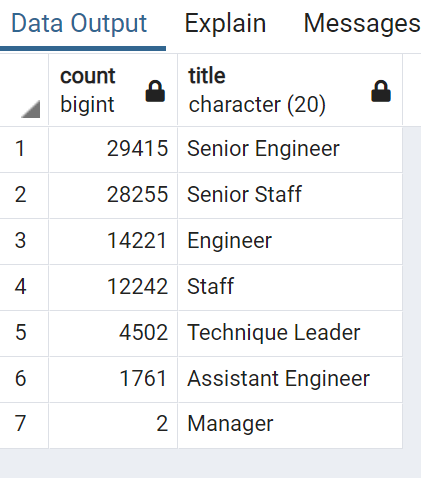 Data Output Explain Messages
count title
bigint character (20)
1 29415 Senior Engineer
2 28255 Senior Staff
3 14221 Engineer
4 12242 Staff
5 4502 Technique Leader
6 1761 Assistant Engineer
7 2 Manager